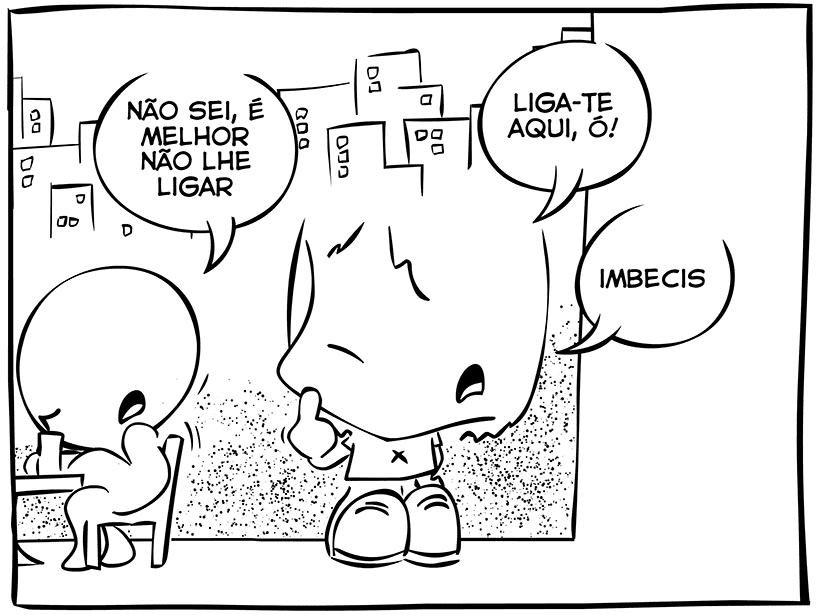 NÃO SEI, É
MELHOR
NÃO LHE
LIGAR
LIGA-TE
AQUI, Ó!
IMBECIS